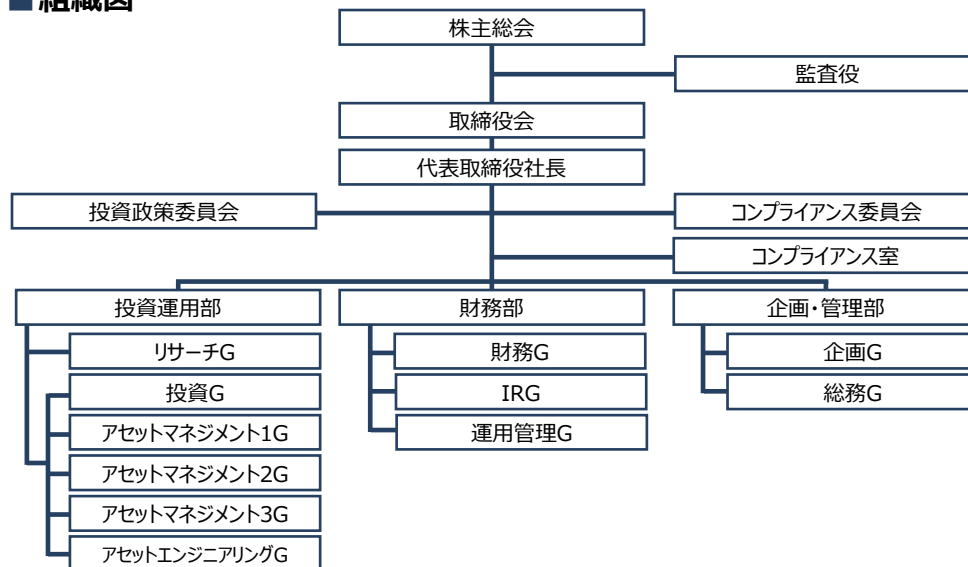 ■組織図
株主総会
監査役
取締役会
代表取締役社長
投資政策委員会
コンプライアンス委員会
コンプライアンス室
投資運用部
財務部
企画・管理部
リサーチG
財務G
企画G
投資G
IRG
総務G
アセットマネジメント1G
運用管理G
アセットマネジメント2G
アセットマネジメント3G
アセットエンジニアリングG